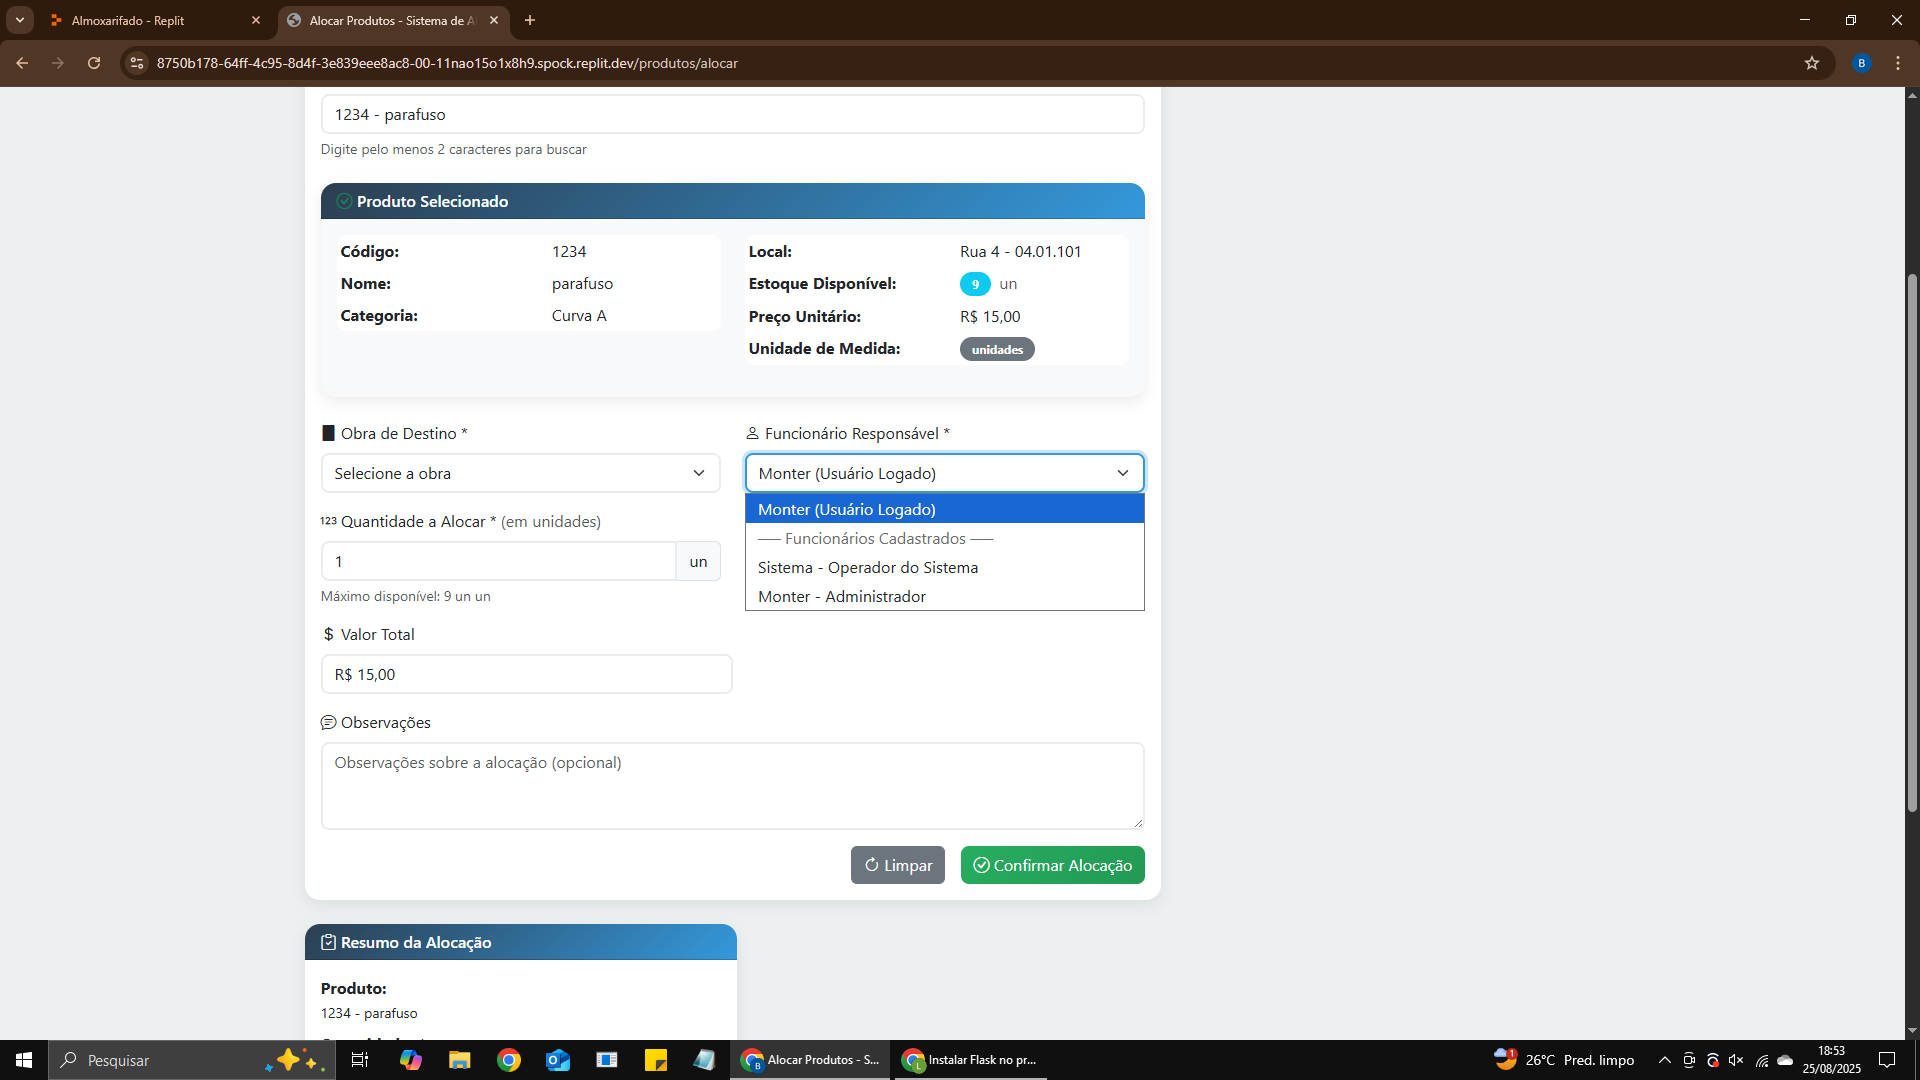 Almoxarifado - Replit
Alocar Produtos - Sistema de A
8750b178-64ff-4c95-8d4f-3e839eee8ac8-00-11nao15o1x8h9.spock.replit.dev/produtos/alocar
B
1234 - parafuso
Digite pelo menos 2 caracteres para buscar
Produto Selecionado
Código: 1234
Nome: parafuso
Categoria: Curva A
Local: Rua 4 - 04.01.101
Estoque Disponível: 9 un
Preço Unitário: R$ 15,00
Unidade de Medida: unidades
Obra de Destino *
Selecione a obra
Funcionário Responsável *
Monter (Usuário Logado)
Monter (Usuário Logado)
── Funcionários Cadastrados ──
Sistema - Operador do Sistema
Monter - Administrador
123 Quantidade a Alocar * (em unidades)
1 un
Máximo disponível: 9 un un
$ Valor Total
R$ 15,00
Observações
Observações sobre a alocação (opcional)
Limpar
Confirmar Alocação
Resumo da Alocação
Produto:
1234 - parafuso
Pesquisar
Alocar Produtos - S...
Instalar Flask no pr...
1
26°C Pred. limpo
18:53
25/08/2025